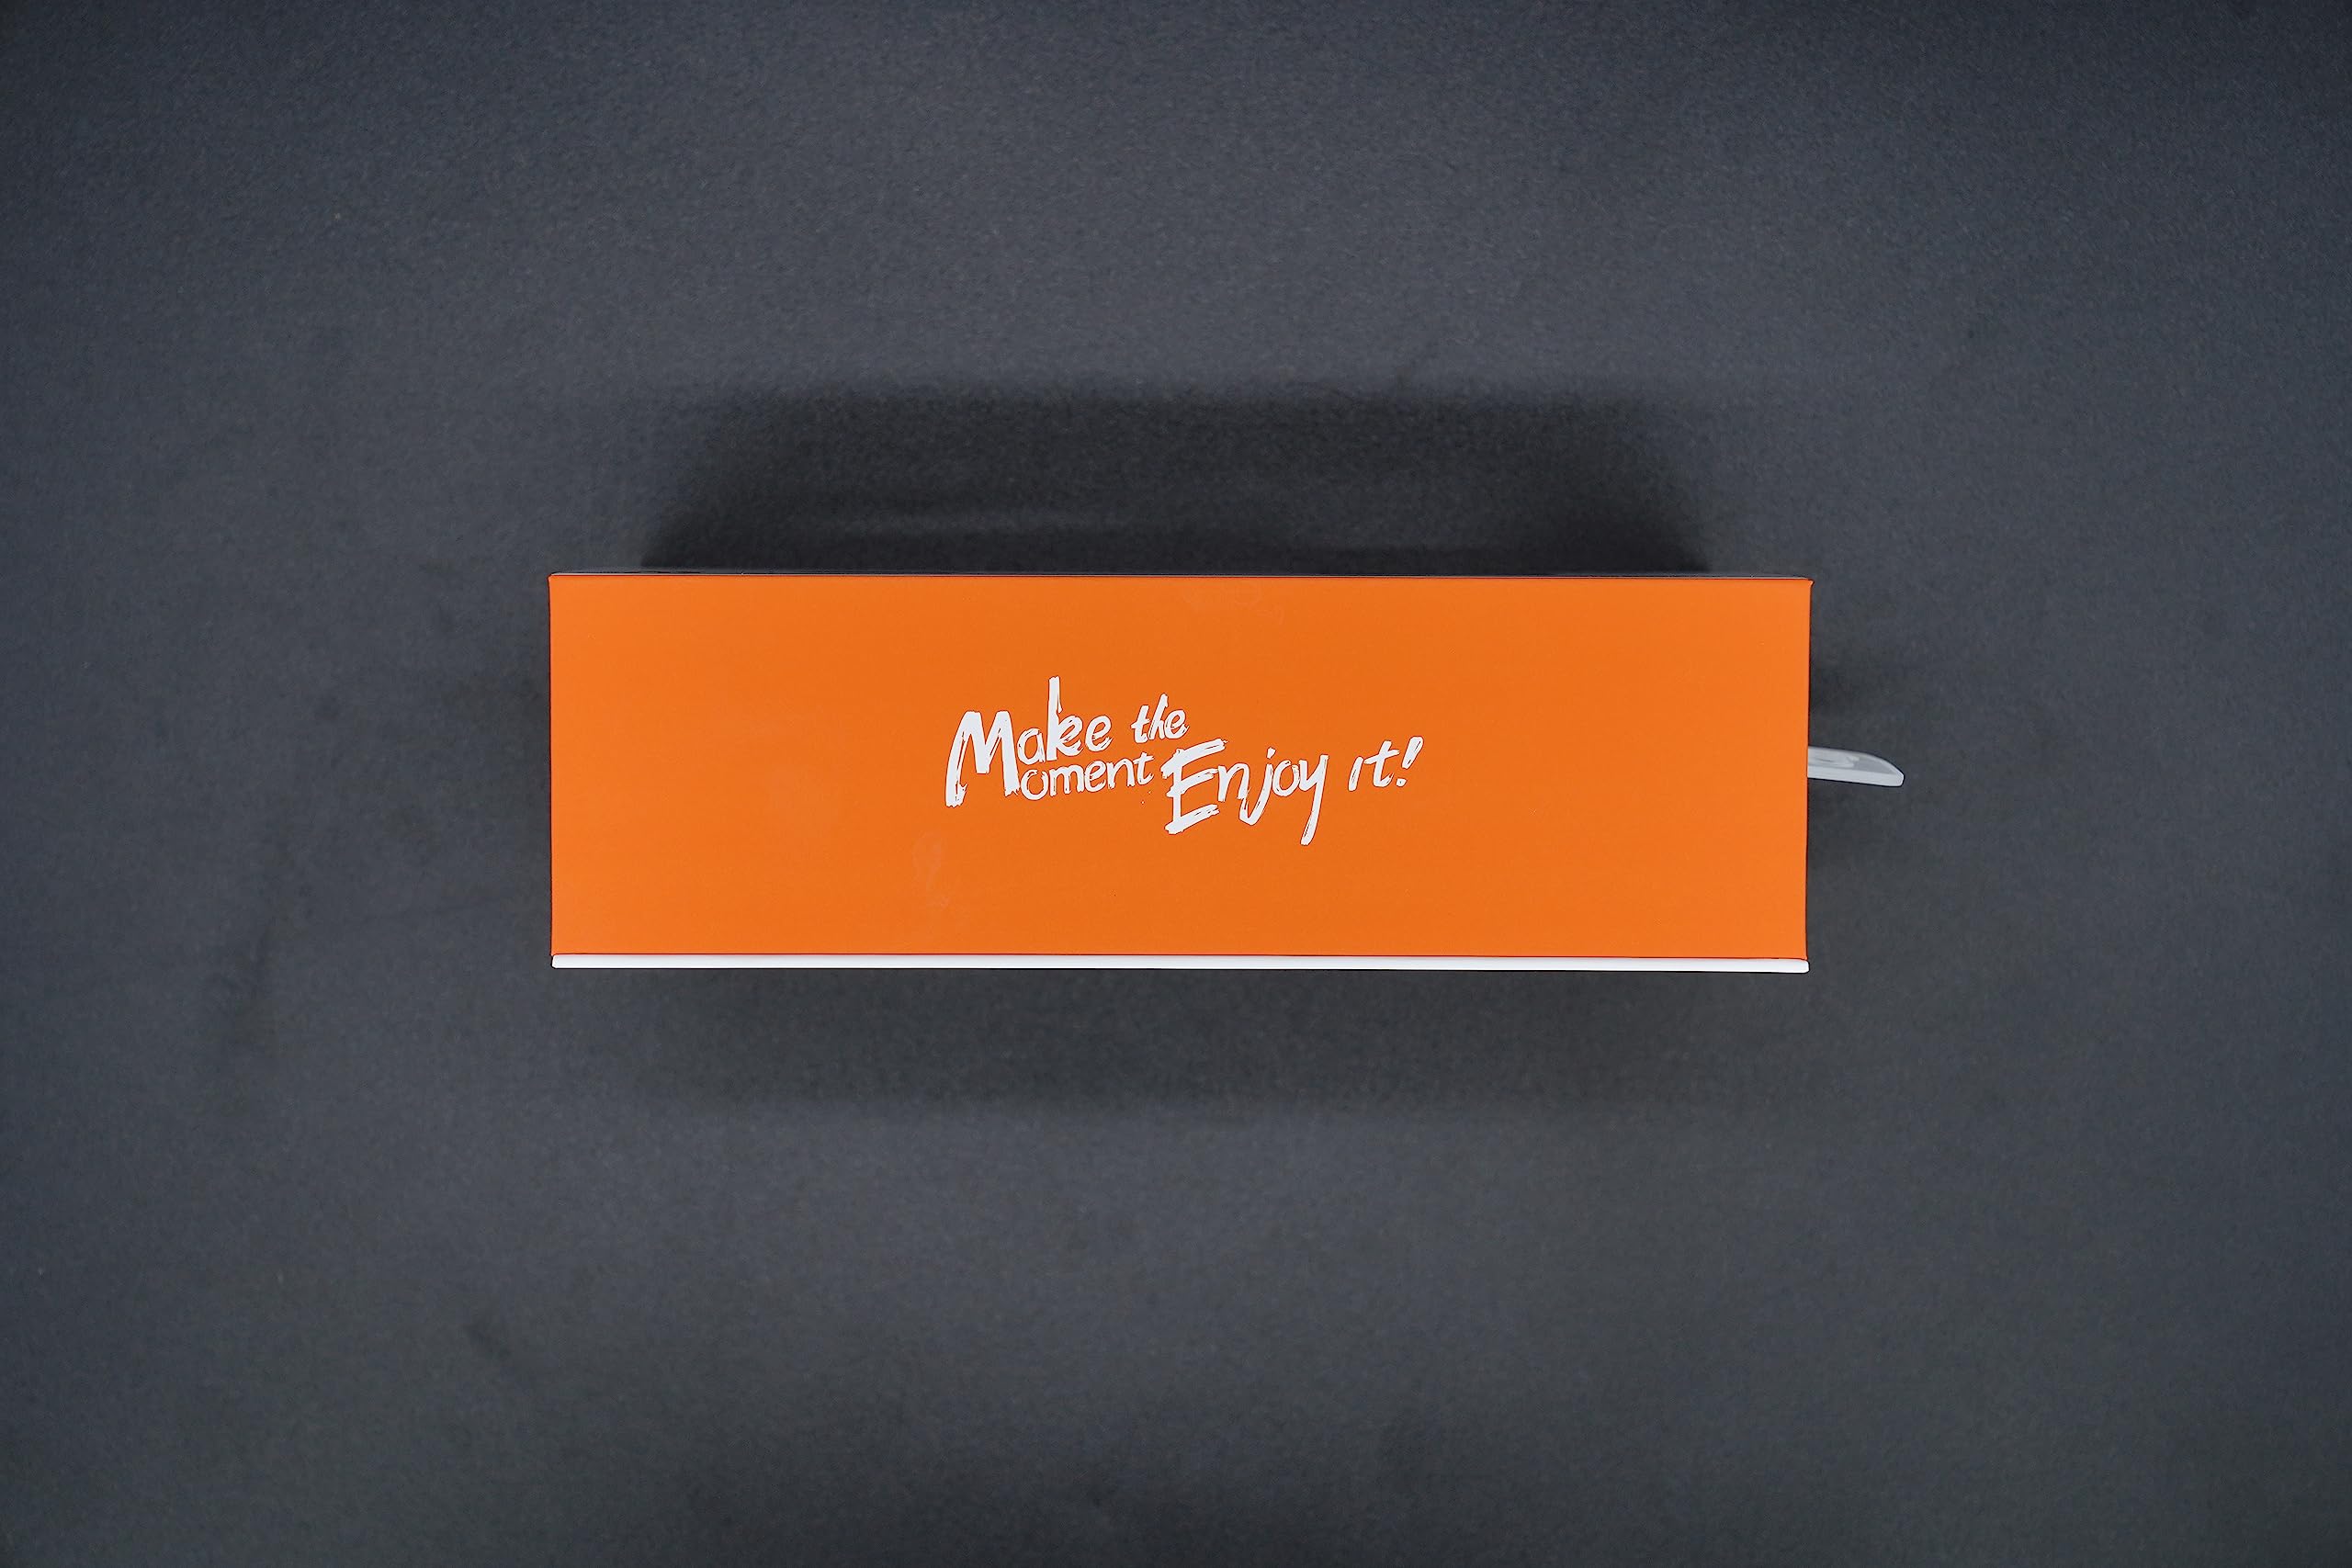 Make the
Moment Enjoy it!